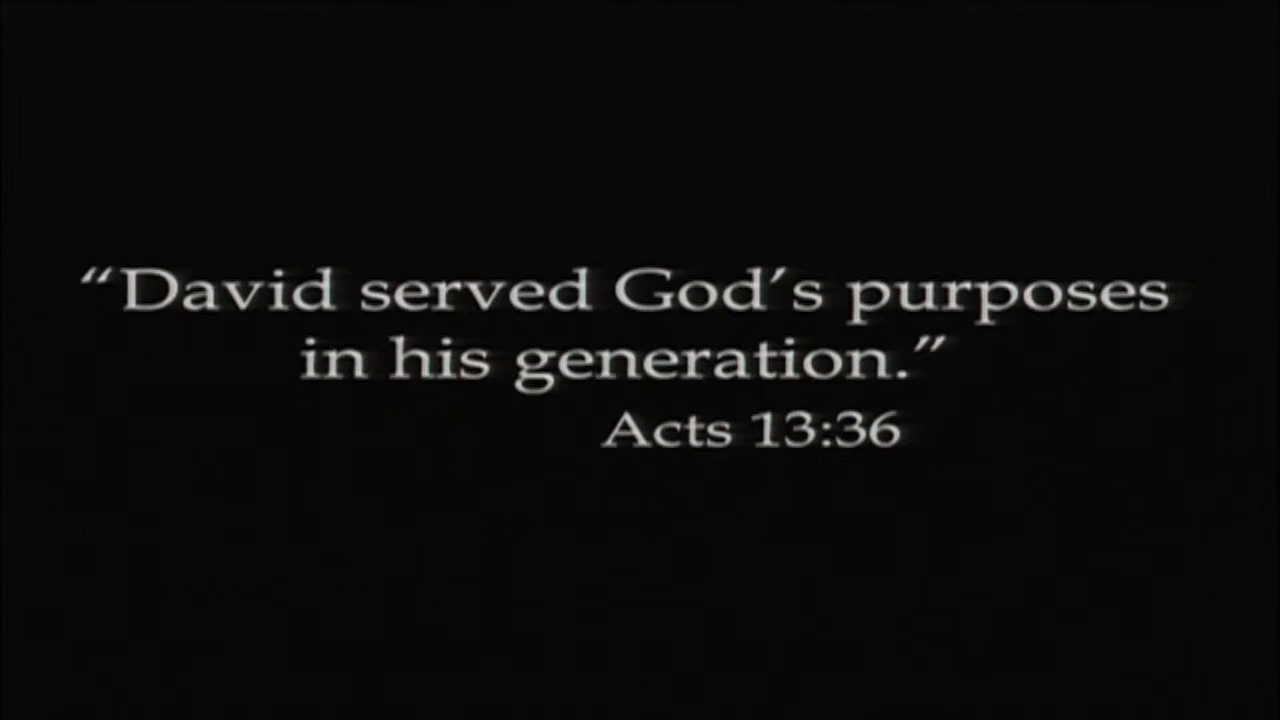 “David served God’s purposes
in his generation.”
Acts 13:36